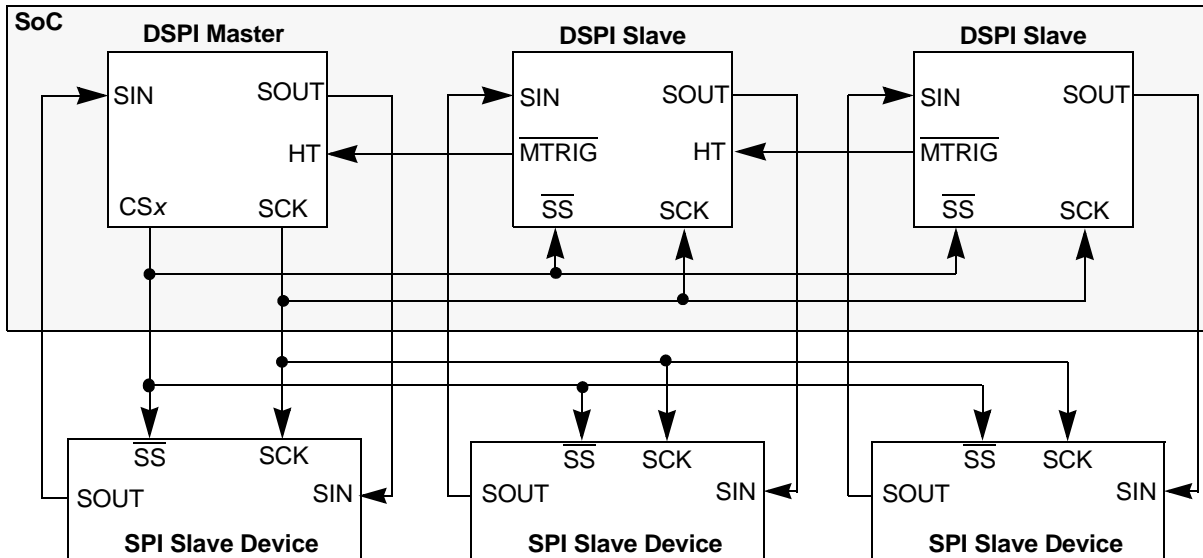 SoC
DSPI Master
DSPI Slave
DSPI Slave
SIN
SOUT
HT
CSx
SCK
SIN
SOUT
MTRIG
HT
SS
SCK
SIN
SOUT
MTRIG
SS
SCK
SS
SCK
SOUT
SIN
SPI Slave Device
SS
SCK
SOUT
SIN
SPI Slave Device
SS
SCK
SOUT
SIN
SPI Slave Device